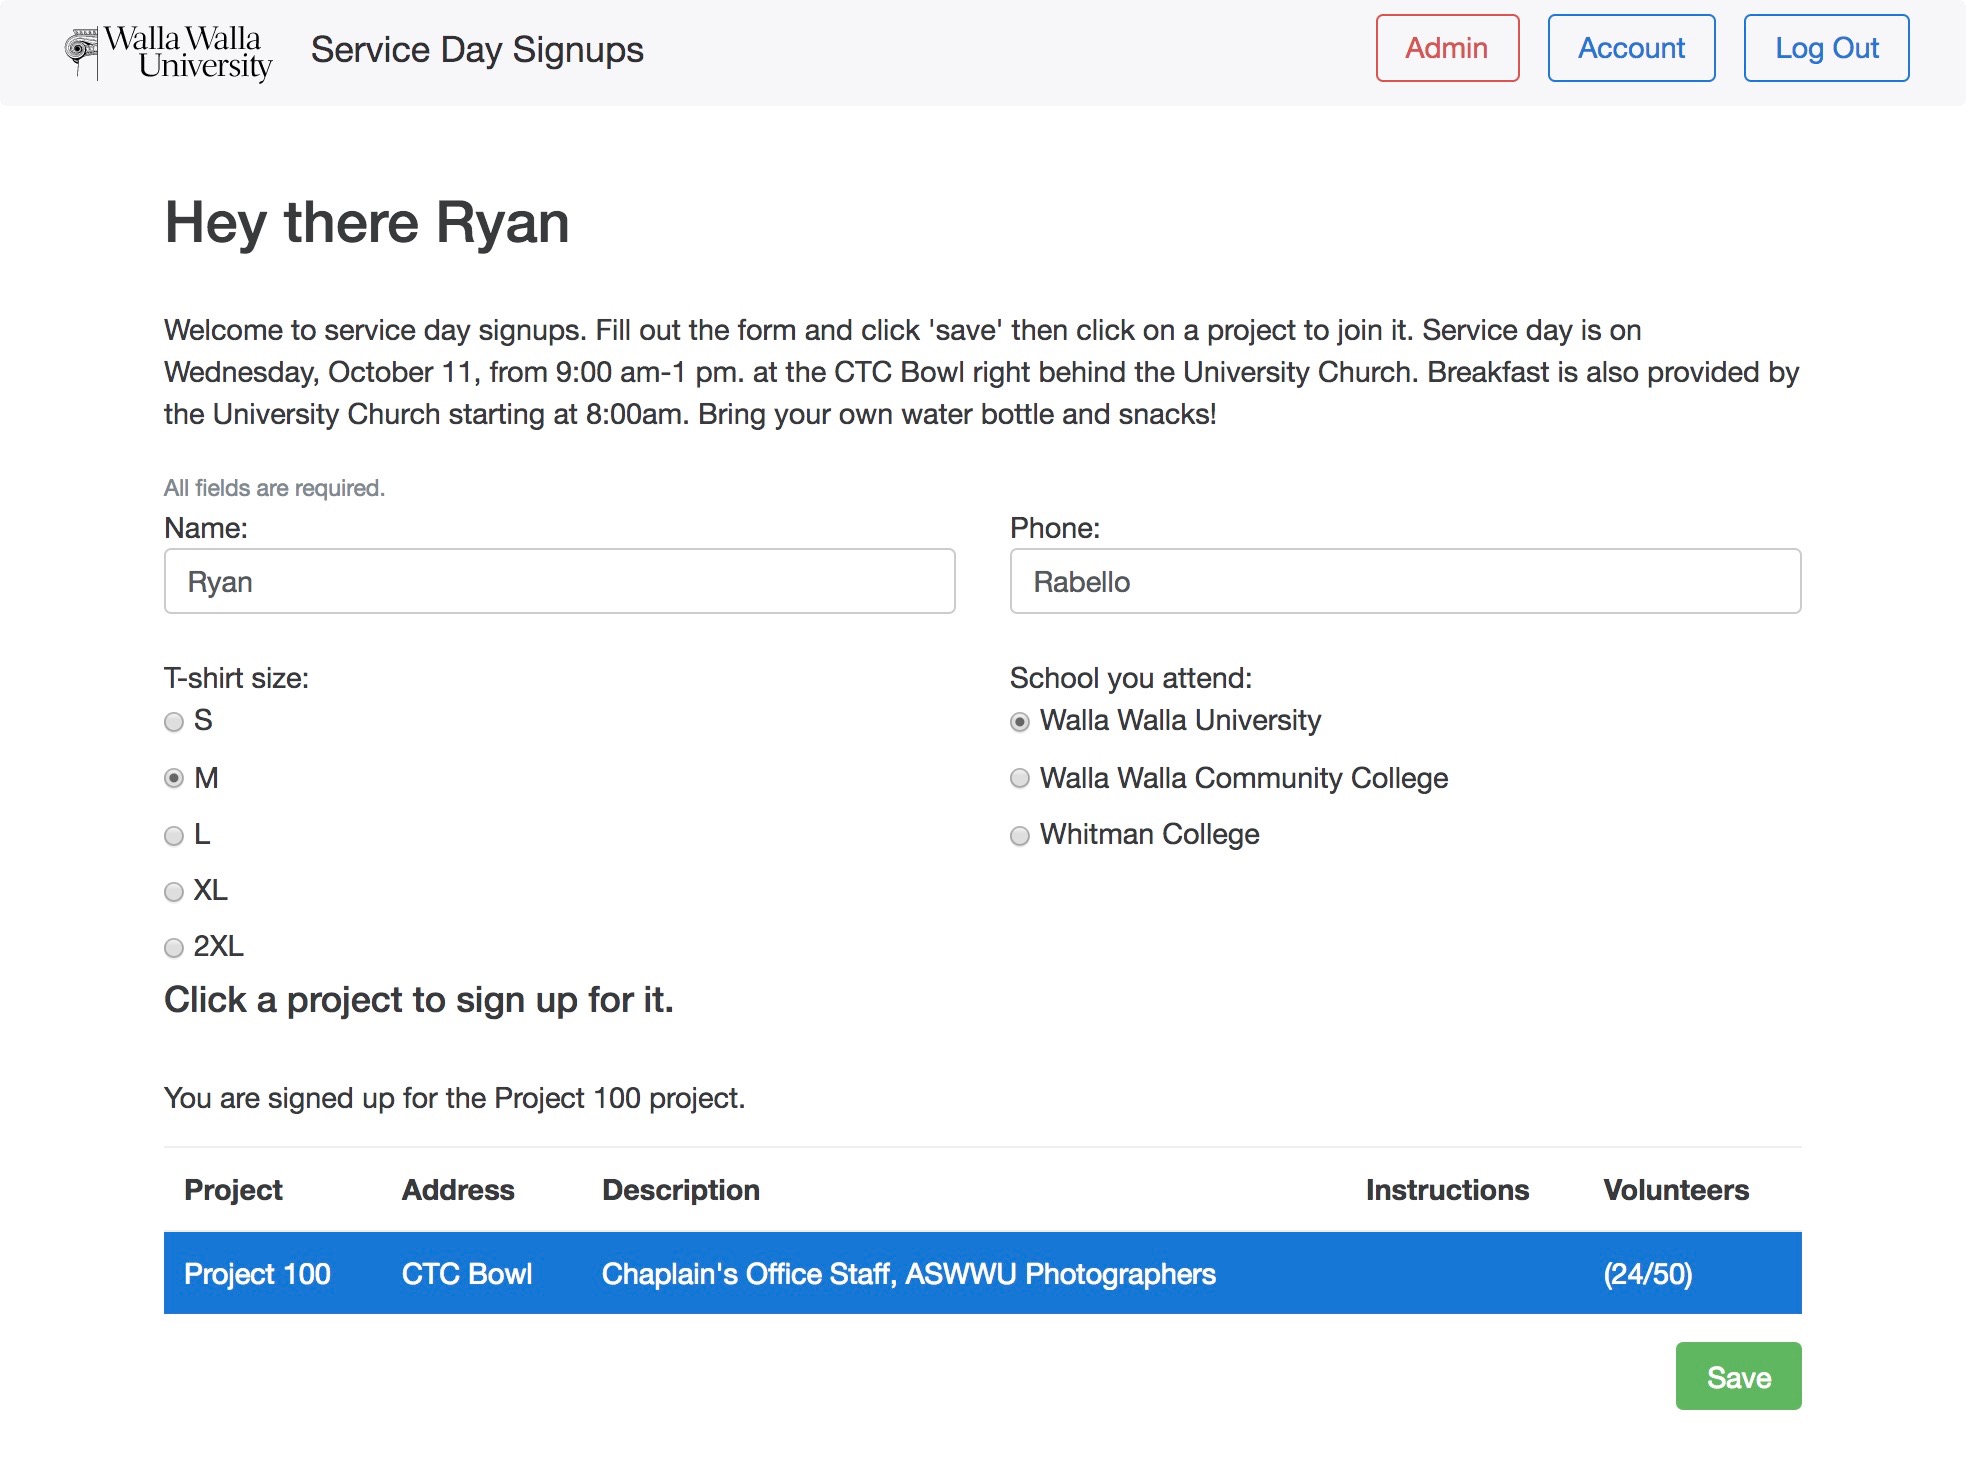 Walla Walla
University
Service Day Signups
Admin
Account
Log Out
Hey there Ryan
Welcome to service day signups. Fill out the form and click 'save' then click on a project to join it. Service day is on
Wednesday, October 11, from 9:00 am-1 pm. at the CTC Bowl right behind the University Church. Breakfast is also provided by
the University Church starting at 8:00am. Bring your own water bottle and snacks!
All fields are required.
Name:
Ryan
Phone:
Rabello
T-shirt size:
S
M
L
XL
2XL
School you attend:
Walla Walla University
Walla Walla Community College
Whitman College
Click a project to sign up for it.
You are signed up for the Project 100 project.
Project Address Description Instructions Volunteers
Project 100 CTC Bowl Chaplain's Office Staff, ASWWU Photographers (24/50)
Save